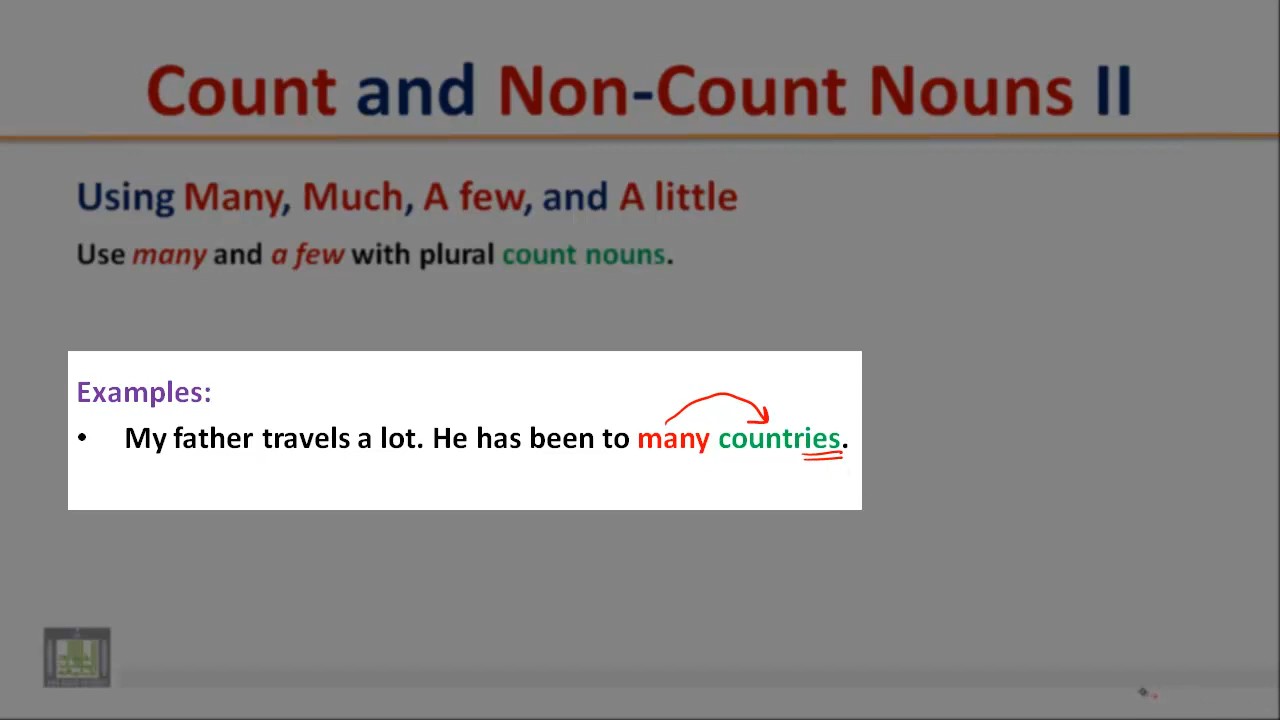 Count and Non-Count Nouns II
Using Many, Much, A few, and A little
Use many and a few with plural count nouns.
Examples:
• My father travels a lot. He has been to many countries.